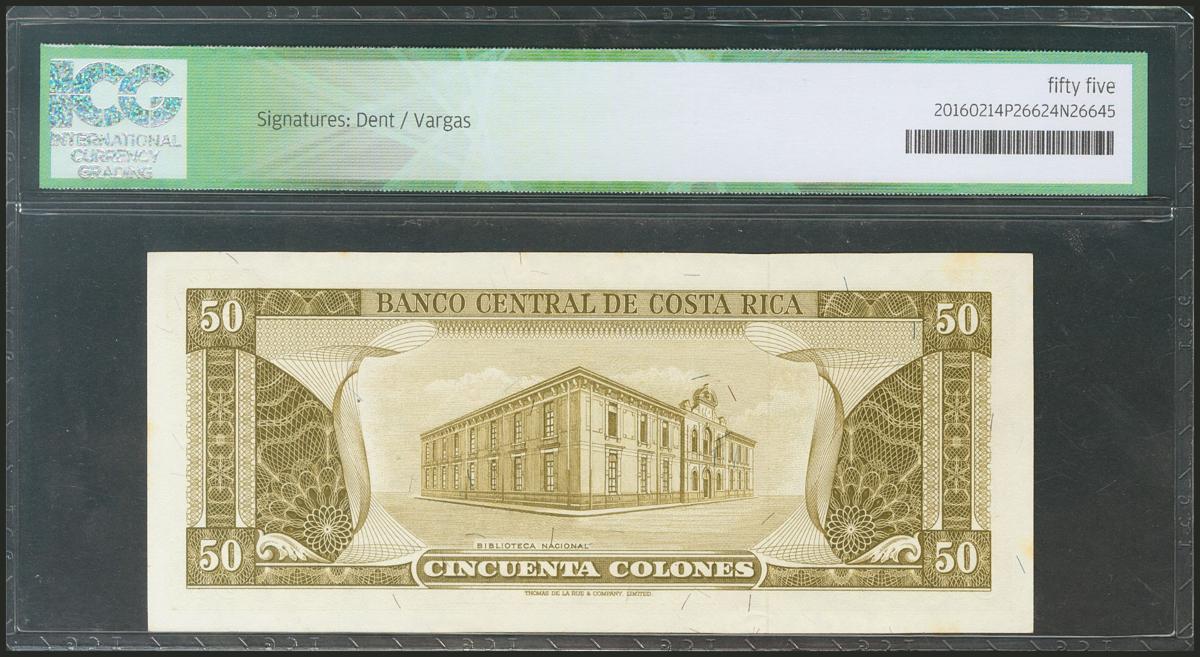 ICG
INTERNATIONAL
CURRENCY
GRADING
Signatures: Dent / Vargas
fifty five
20160214P26624N26645
50 BANCO CENTRAL DE COSTA RICA 50
BIBLIOTECA NACIONAL
50 CINCUENTA COLONES 50
THOMAS DE LA RUE & COMPANY, LIMITED.